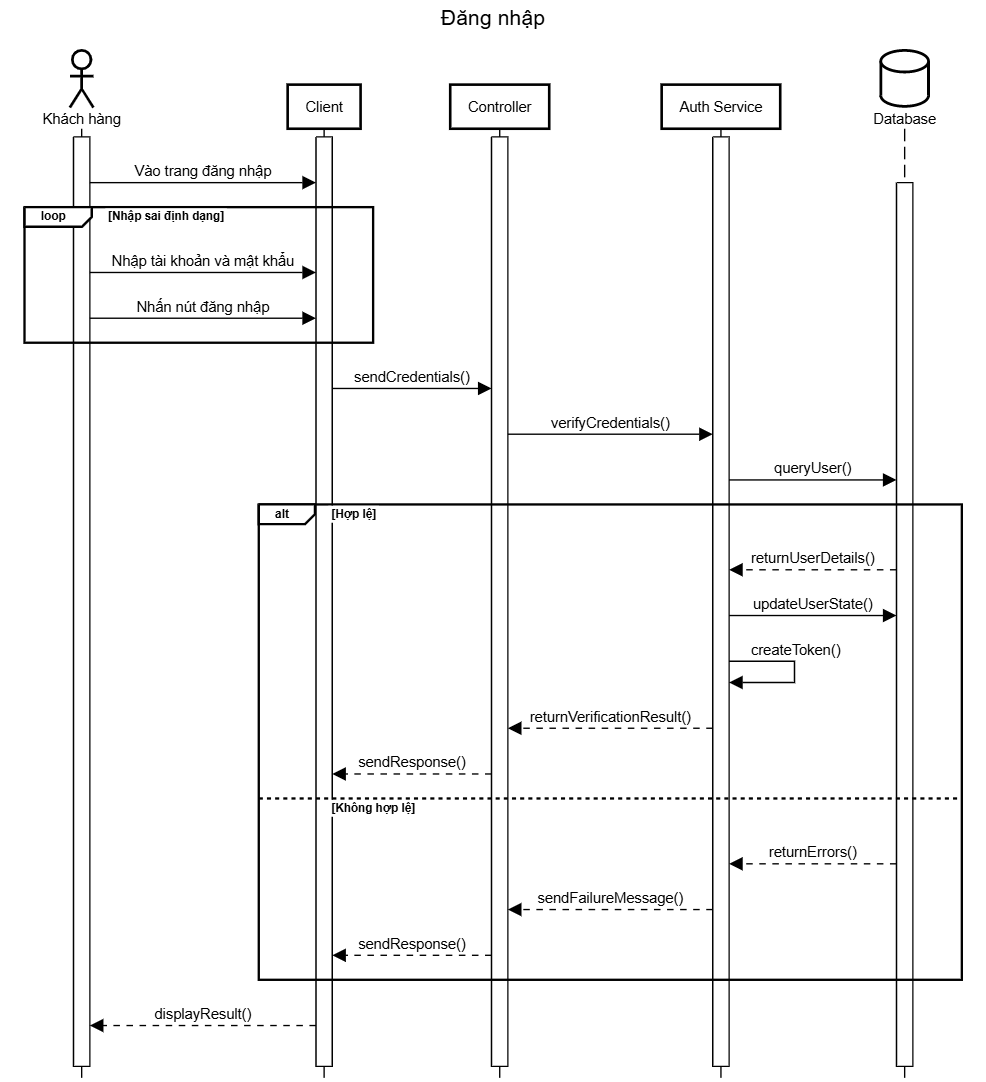 Đăng nhập
Khách hàng
Client
Controller
Auth Service
Database
Vào trang đăng nhập
loop
[Nhập sai định dạng]
Nhập tài khoản và mật khẩu
Nhấn nút đăng nhập
sendCredentials()
verifyCredentials()
queryUser()
alt
[Hợp lệ]
returnUserDetails()
updateUserState()
createToken()
returnVerificationResult()
sendResponse()
[Không hợp lệ]
returnErrors()
sendFailureMessage()
sendResponse()
displayResult()